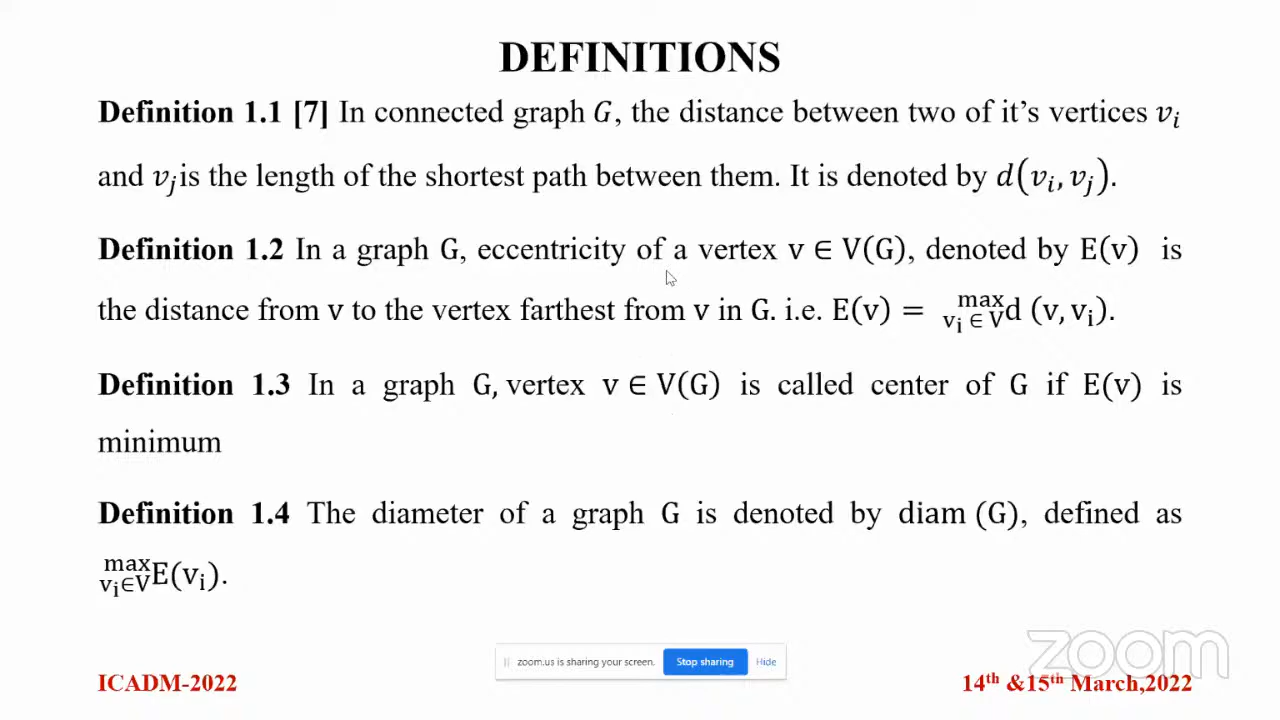 DEFINITIONS
Definition 1.1 [7] In connected graph G, the distance between two of it's vertices vᵢ
and vⱼ is the length of the shortest path between them. It is denoted by d(vᵢ, vⱼ).
Definition 1.2 In a graph G, eccentricity of a vertex v ∈ V(G), denoted by E(v) is
the distance from v to the vertex farthest from v in G. i.e. E(v) = max vᵢ ∈ V d (v, vᵢ).
Definition 1.3 In a graph G, vertex v ∈ V(G) is called center of G if E(v) is
minimum
Definition 1.4 The diameter of a graph G is denoted by diam (G), defined as
max vᵢ∈V E(vᵢ).
zoom
zoom.us is sharing your screen. Stop sharing Hide
ICADM-2022 14th &15th March,2022